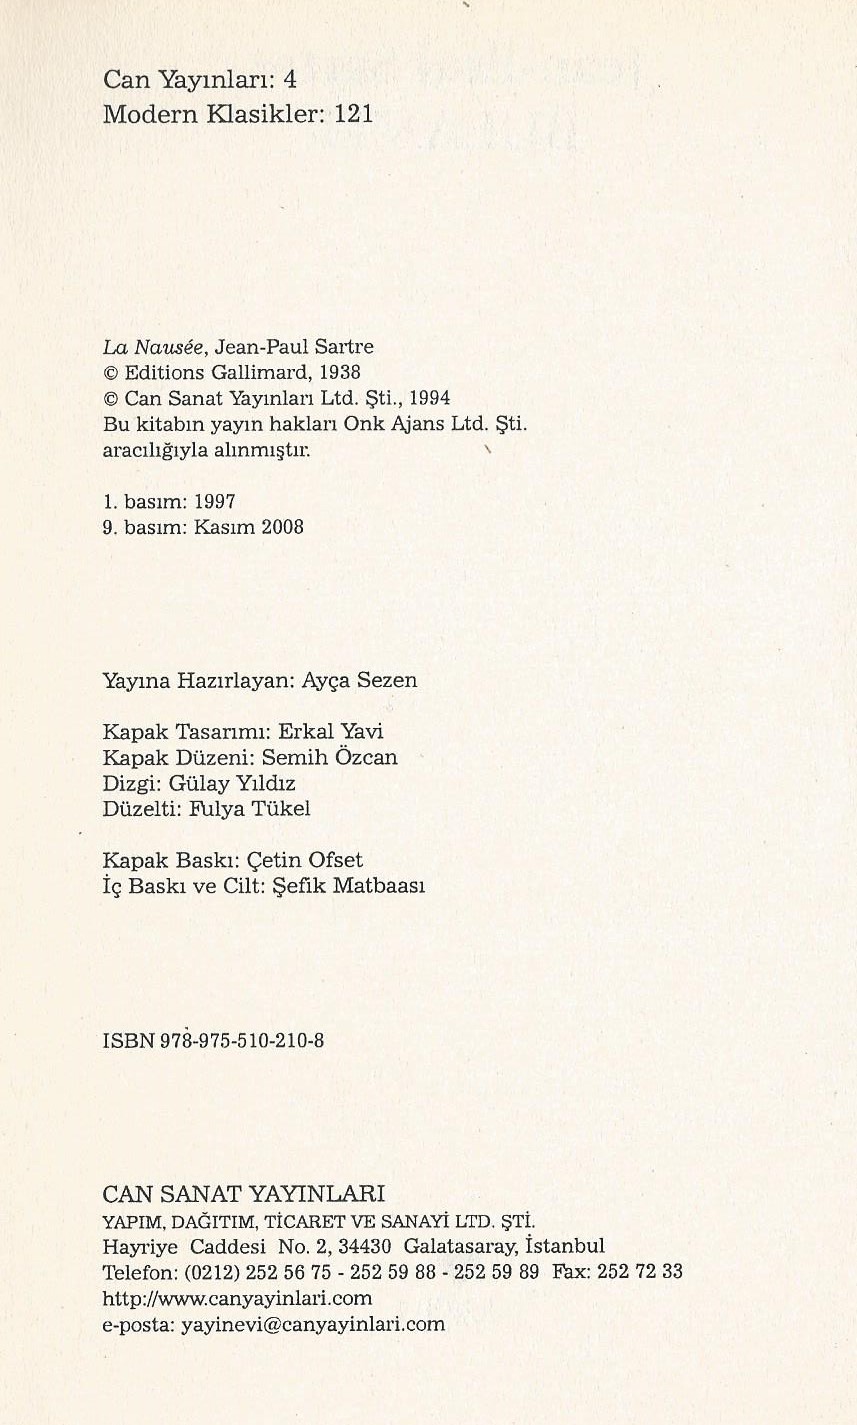 Can Yayınları: 4
Modern Klasikler: 121
La Nausée, Jean-Paul Sartre
© Editions Gallimard, 1938
© Can Sanat Yayınları Ltd. Şti., 1994
Bu kitabın yayın hakları Onk Ajans Ltd. Şti.
aracılığıyla alınmıştır.
1. basım: 1997
9. basım: Kasım 2008
Yayına Hazırlayan: Ayça Sezen
Kapak Tasarımı: Erkal Yavi
Kapak Düzeni: Semih Özcan
Dizgi: Gülay Yıldız
Düzelti: Fulya Tükel
Kapak Baskı: Çetin Ofset
İç Baskı ve Cilt: Şefik Matbaası
ISBN 978-975-510-210-8
CAN SANAT YAYINLARI
YAPIM, DAĞITIM, TİCARET VE SANAYİ LTD. ŞTİ.
Hayriye Caddesi No. 2, 34430 Galatasaray, İstanbul
Telefon: (0212) 252 56 75 - 252 59 88 - 252 59 89 Fax: 252 72 33
http://www.canyayinlari.com
e-posta: yayinevi@canyayinlari.com